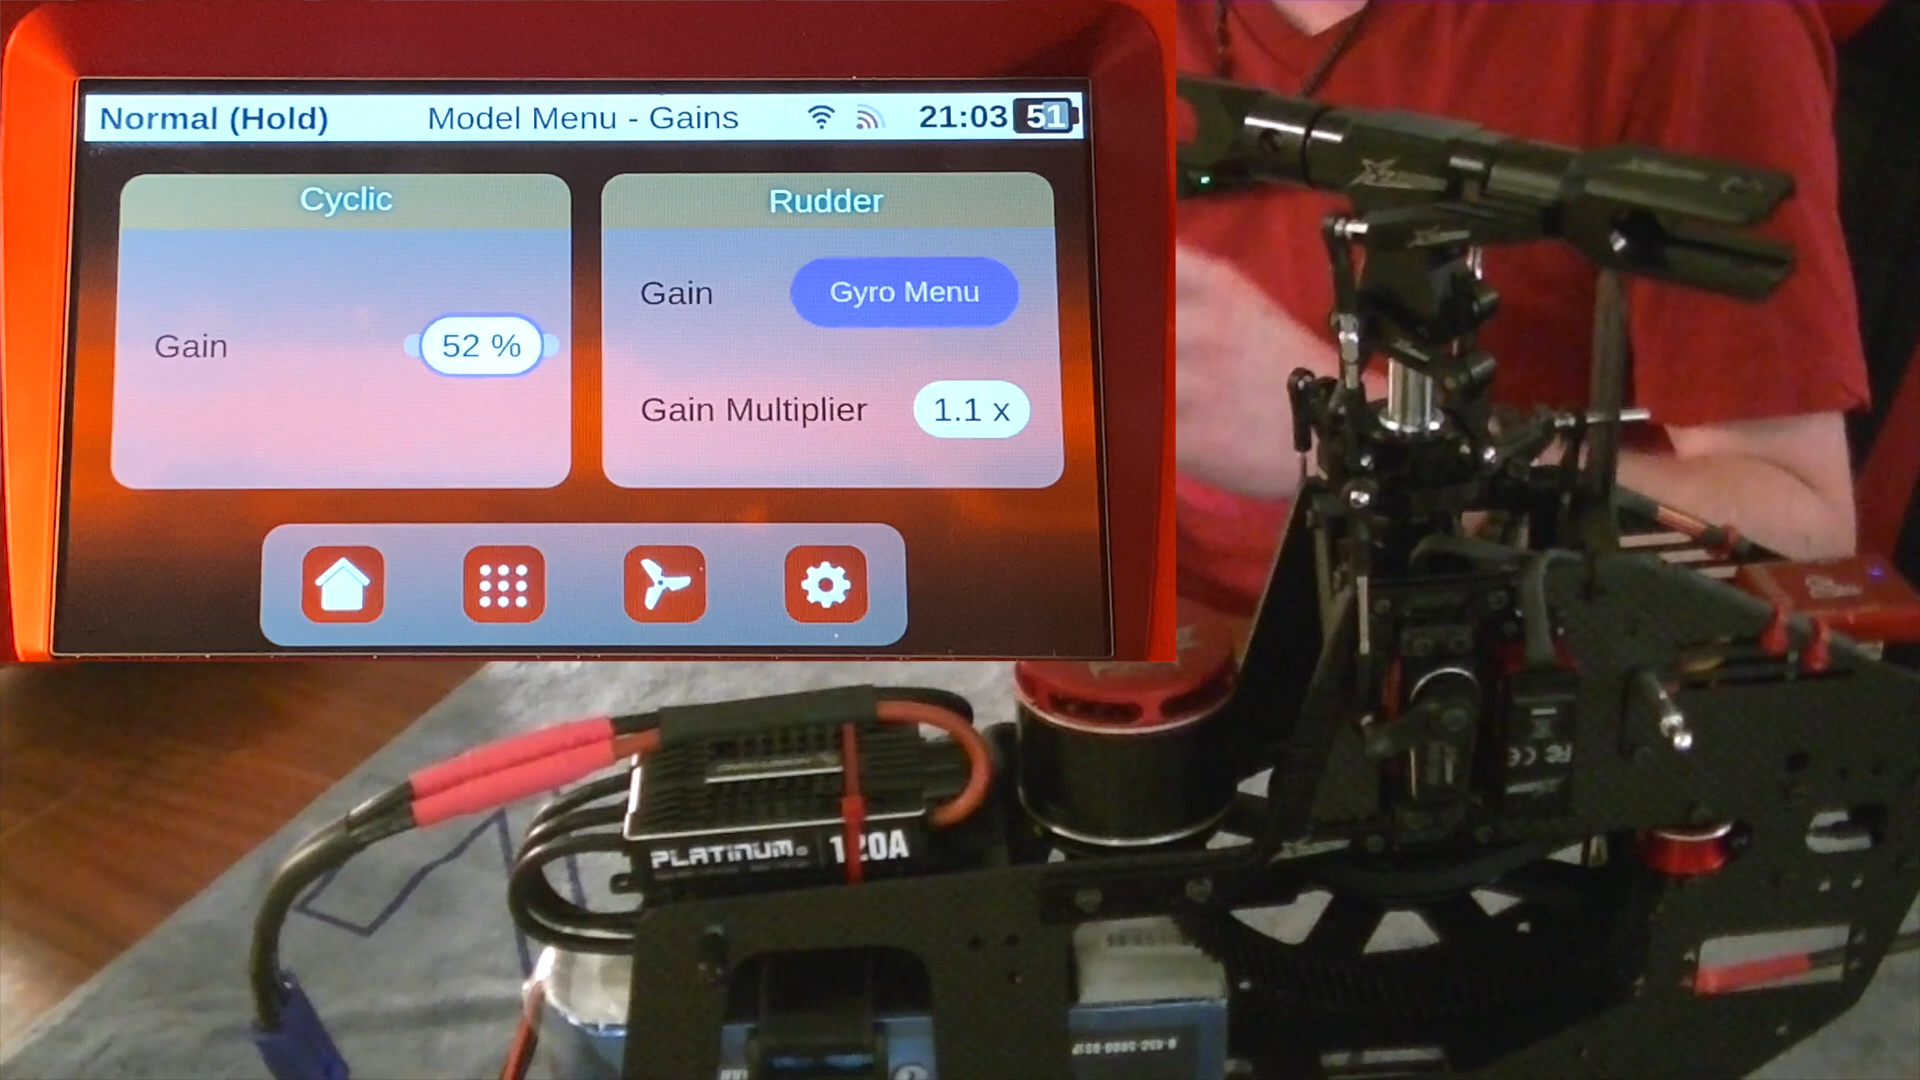 Normal (Hold) Model Menu - Gains 21:03 51
Cyclic
Gain 52 %
Rudder
Gain Gyro Menu
Gain Multiplier 1.1 x
PLATINUM 120A